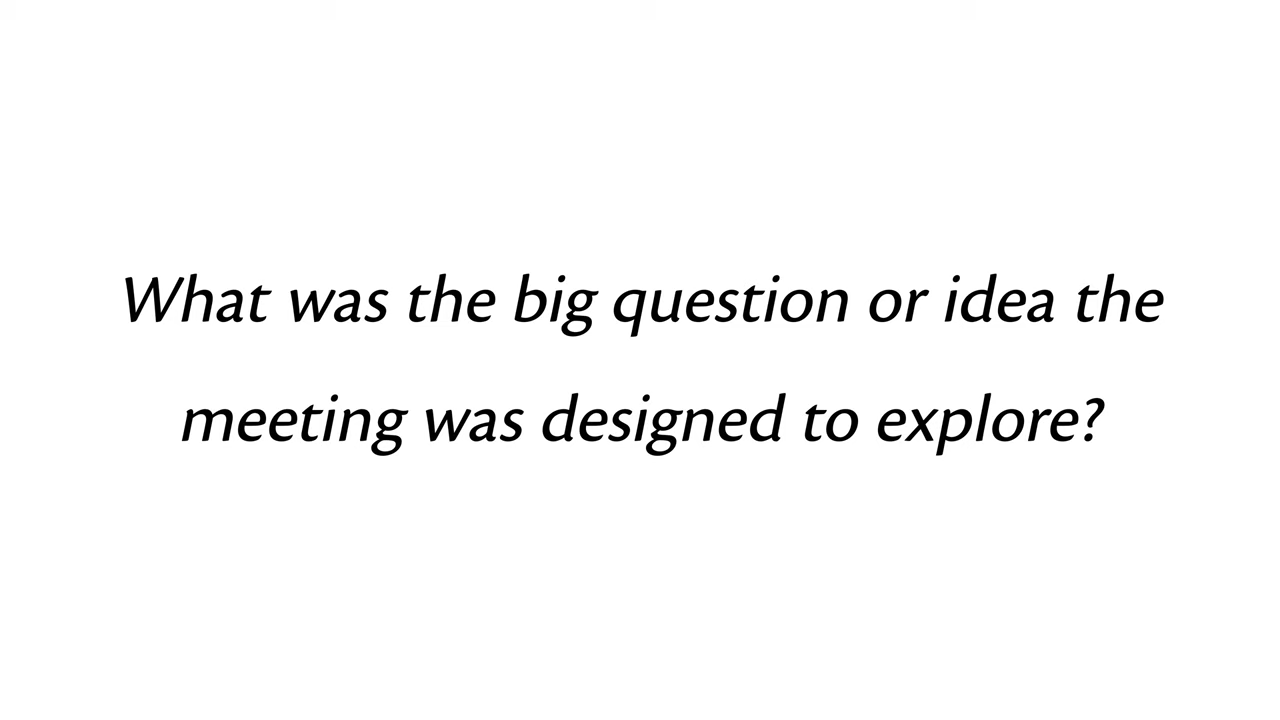 What was the big question or idea the
meeting was designed to explore?